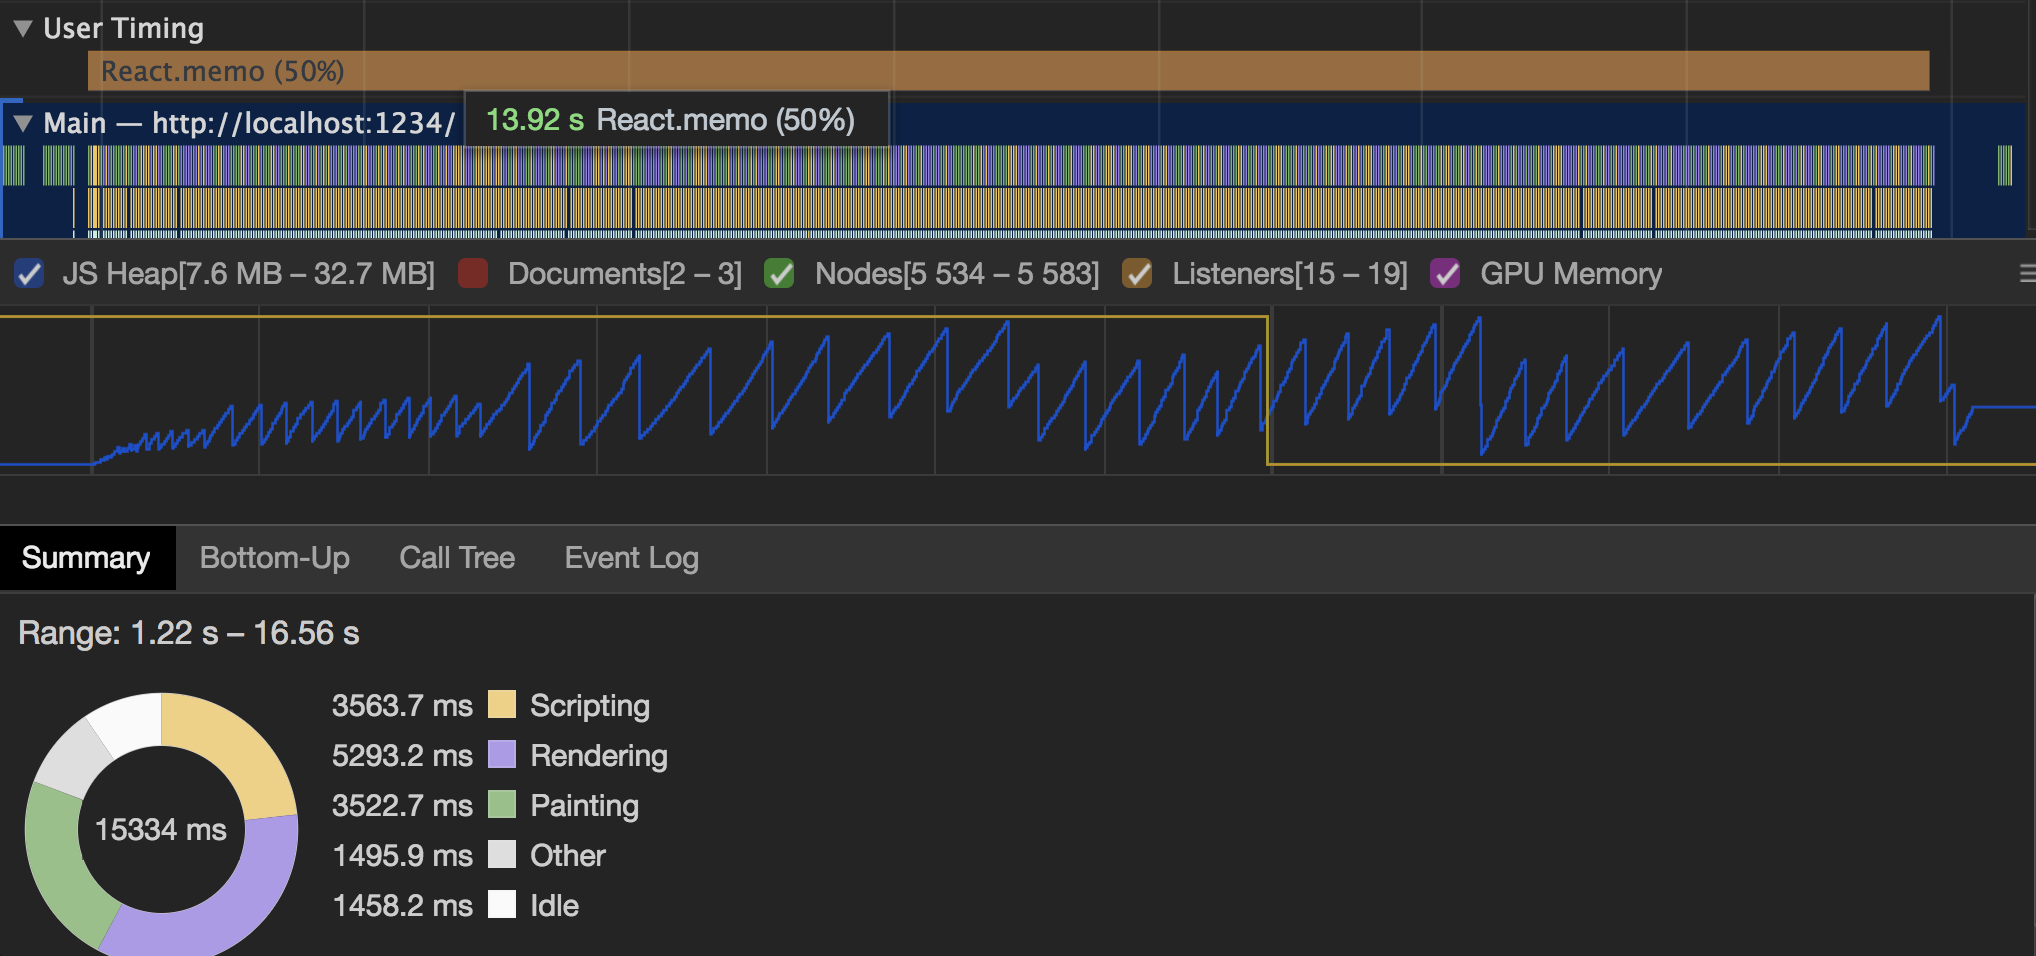 User Timing
React.memo (50%)
Main — http://localhost:1234/
13.92 s React.memo (50%)
JS Heap[7.6 MB – 32.7 MB] Documents[2 – 3] Nodes[5 534 – 5 583] Listeners[15 – 19] GPU Memory
Summary Bottom-Up Call Tree Event Log
Range: 1.22 s – 16.56 s
15334 ms
3563.7 ms Scripting
5293.2 ms Rendering
3522.7 ms Painting
1495.9 ms Other
1458.2 ms Idle